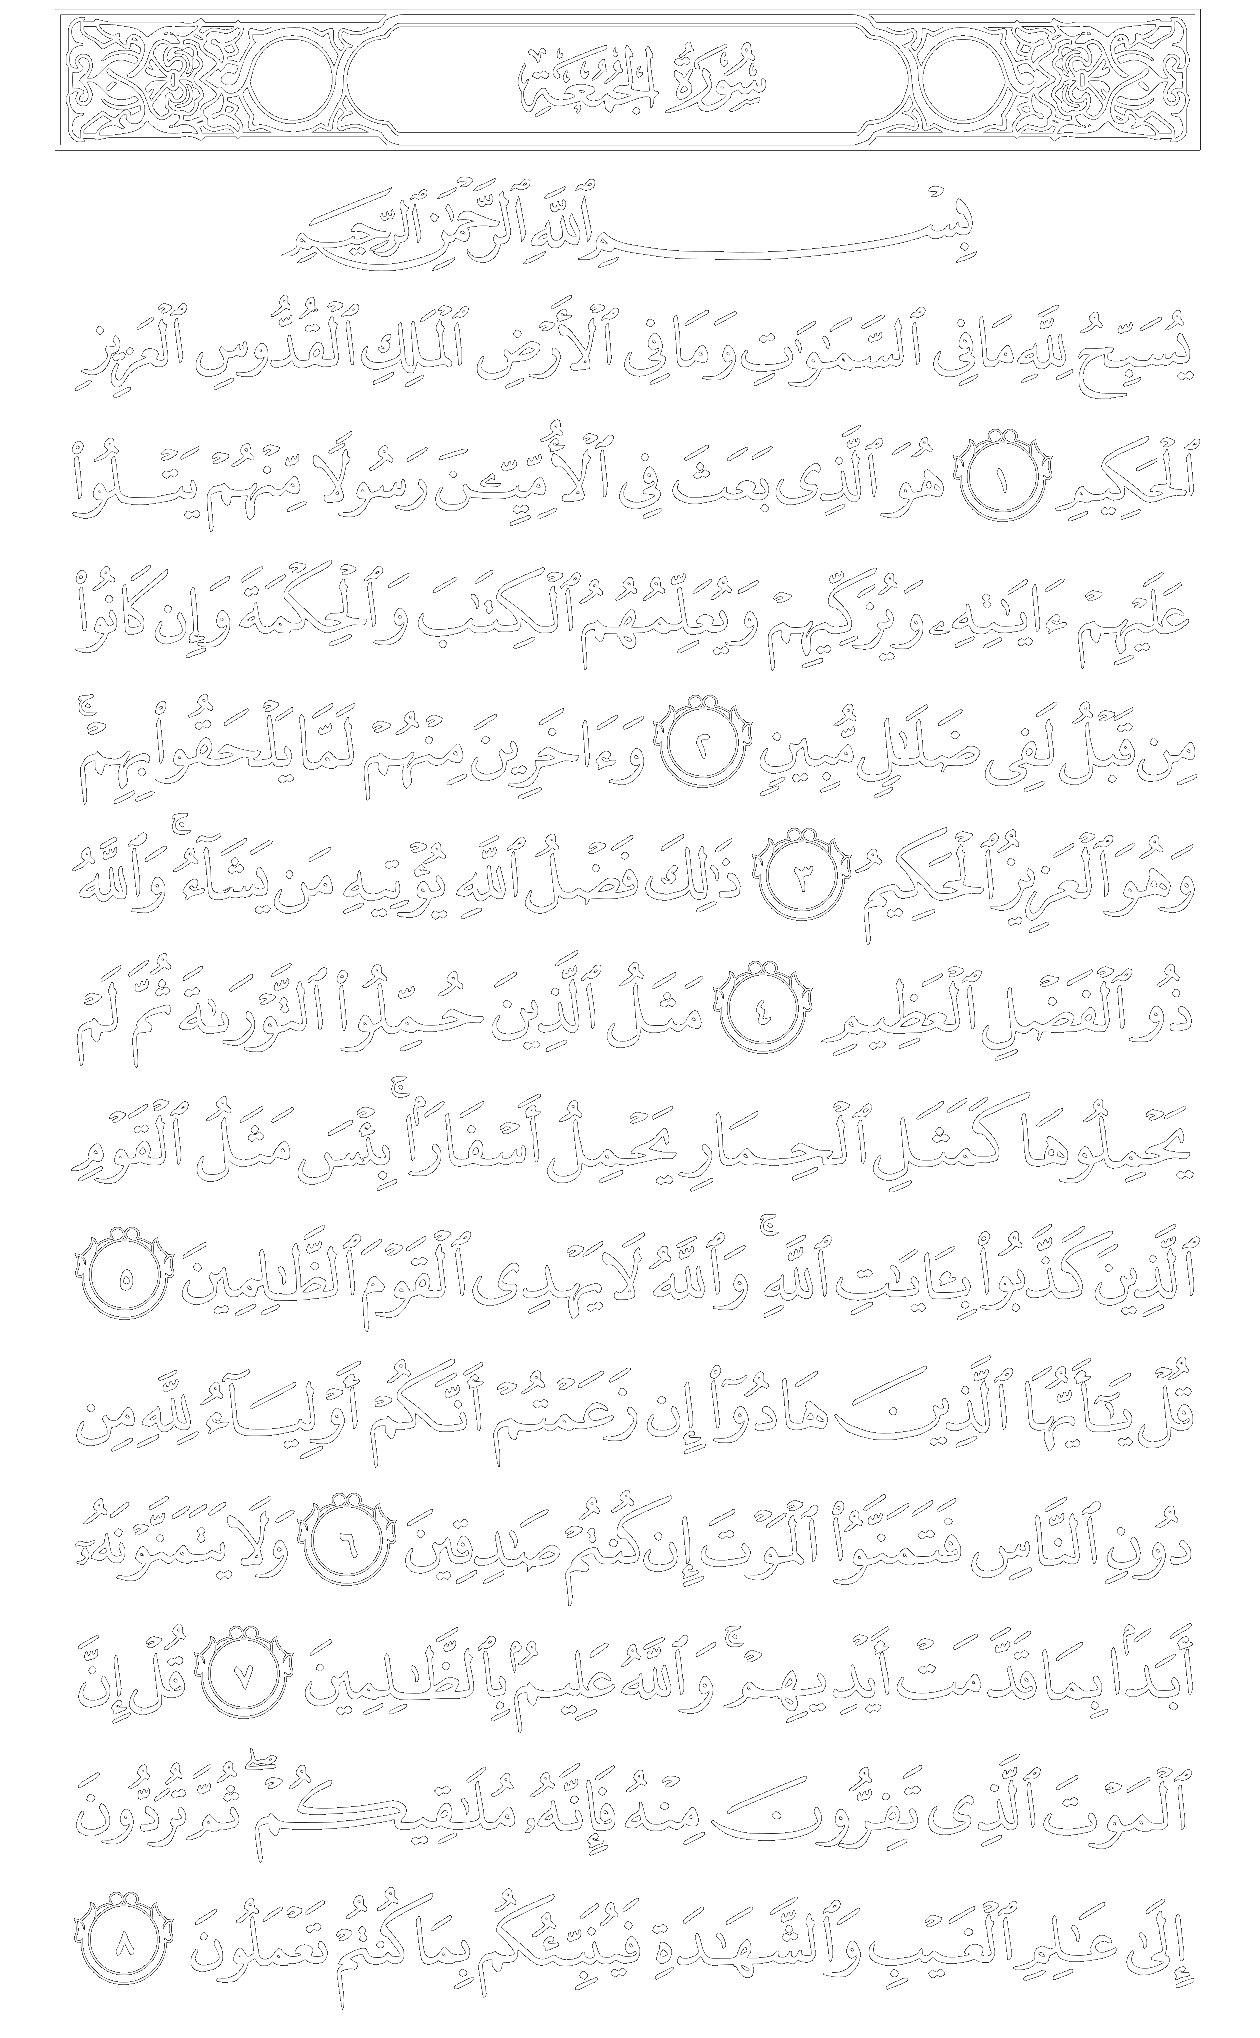 سُورَةُ الْجُمُعَةِ
بِسْمِ ٱللَّهِ ٱلرَّحْمَٰنِ ٱلرَّحِيمِ
يُسَبِّحُ لِلَّهِ مَا فِى ٱلسَّمَٰوَٰتِ وَمَا فِى ٱلْأَرْضِ ٱلْمَلِكِ ٱلْقُدُّوسِ ٱلْعَزِيزِ
ٱلْحَكِيمِ ١ هُوَ ٱلَّذِى بَعَثَ فِى ٱلْأُمِّيِّـۧنَ رَسُولًا مِّنْهُمْ يَتْلُوا۟
عَلَيْهِمْ ءَايَٰتِهِۦ وَيُزَكِّيهِمْ وَيُعَلِّمُهُمُ ٱلْكِتَٰبَ وَٱلْحِكْمَةَ وَإِن كَانُوا۟
مِن قَبْلُ لَفِى ضَلَٰلٍ مُّبِينٍ ٢ وَءَاخَرِينَ مِنْهُمْ لَمَّا يَلْحَقُوا۟ بِهِمْ ۚ
وَهُوَ ٱلْعَزِيزُ ٱلْحَكِيمُ ٣ ذَٰلِكَ فَضْلُ ٱللَّهِ يُؤْتِيهِ مَن يَشَآءُ ۚ وَٱللَّهُ
ذُو ٱلْفَضْلِ ٱلْعَظِيمِ ٤ مَثَلُ ٱلَّذِينَ حُمِّلُوا۟ ٱلتَّوْرَىٰةَ ثُمَّ لَمْ
يَحْمِلُوهَا كَمَثَلِ ٱلْحِمَارِ يَحْمِلُ أَسْفَارًۢا ۚ بِئْسَ مَثَلُ ٱلْقَوْمِ
ٱلَّذِينَ كَذَّبُوا۟ بِـَٔايَٰتِ ٱللَّهِ ۚ وَٱللَّهُ لَا يَهْدِى ٱلْقَوْمَ ٱلظَّٰلِمِينَ ٥
قُلْ يَٰٓأَيُّهَا ٱلَّذِينَ هَادُوٓا۟ إِن زَعَمْتُمْ أَنَّكُمْ أَوْلِيَآءُ لِلَّهِ مِن
دُونِ ٱلنَّاسِ فَتَمَنَّوُا۟ ٱلْمَوْتَ إِن كُنتُمْ صَٰدِقِينَ ٦ وَلَا يَتَمَنَّوْنَهُۥٓ
أَبَدًۢا بِمَا قَدَّمَتْ أَيْدِيهِمْ ۚ وَٱللَّهُ عَلِيمٌۢ بِٱلظَّٰلِمِينَ ٧ قُلْ إِنَّ
ٱلْمَوْتَ ٱلَّذِى تَفِرُّونَ مِنْهُ فَإِنَّهُۥ مُلَٰقِيكُمْ ۖ ثُمَّ تُرَدُّونَ
إِلَىٰ عَٰلِمِ ٱلْغَيْبِ وَٱلشَّهَٰدَةِ فَيُنَبِّئُكُم بِمَا كُنتُمْ تَعْمَلُونَ ٨